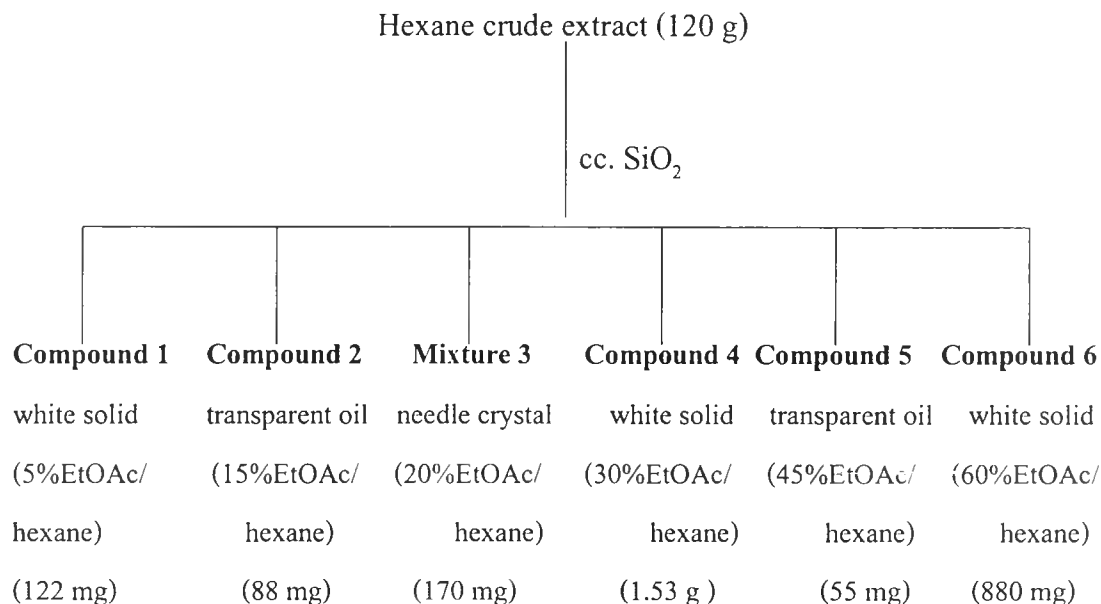 Hexane crude extract (120 g)
cc. SiO₂
Compound 1 Compound 2 Mixture 3 Compound 4 Compound 5 Compound 6
white solid transparent oil needle crystal white solid transparent oil white solid
(5%EtOAc/ (15%EtOAc/ (20%EtOAc/ (30%EtOAc/ (45%EtOAc/ (60%EtOAc/
hexane) hexane) hexane) hexane) hexane) hexane)
(122 mg) (88 mg) (170 mg) (1.53 g ) (55 mg) (880 mg)